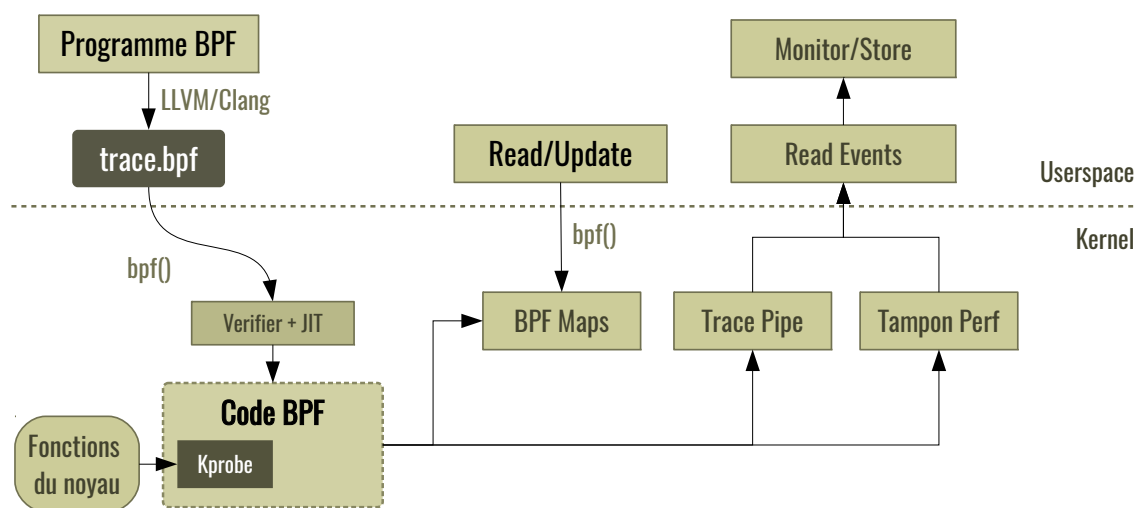 Programme BPF
LLVM/Clang
trace.bpf
bpf()
Verifier + JIT
Code BPF
Kprobe
Fonctions
du noyau
Read/Update
bpf()
BPF Maps
Monitor/Store
Read Events
Userspace
Kernel
Trace Pipe
Tampon Perf